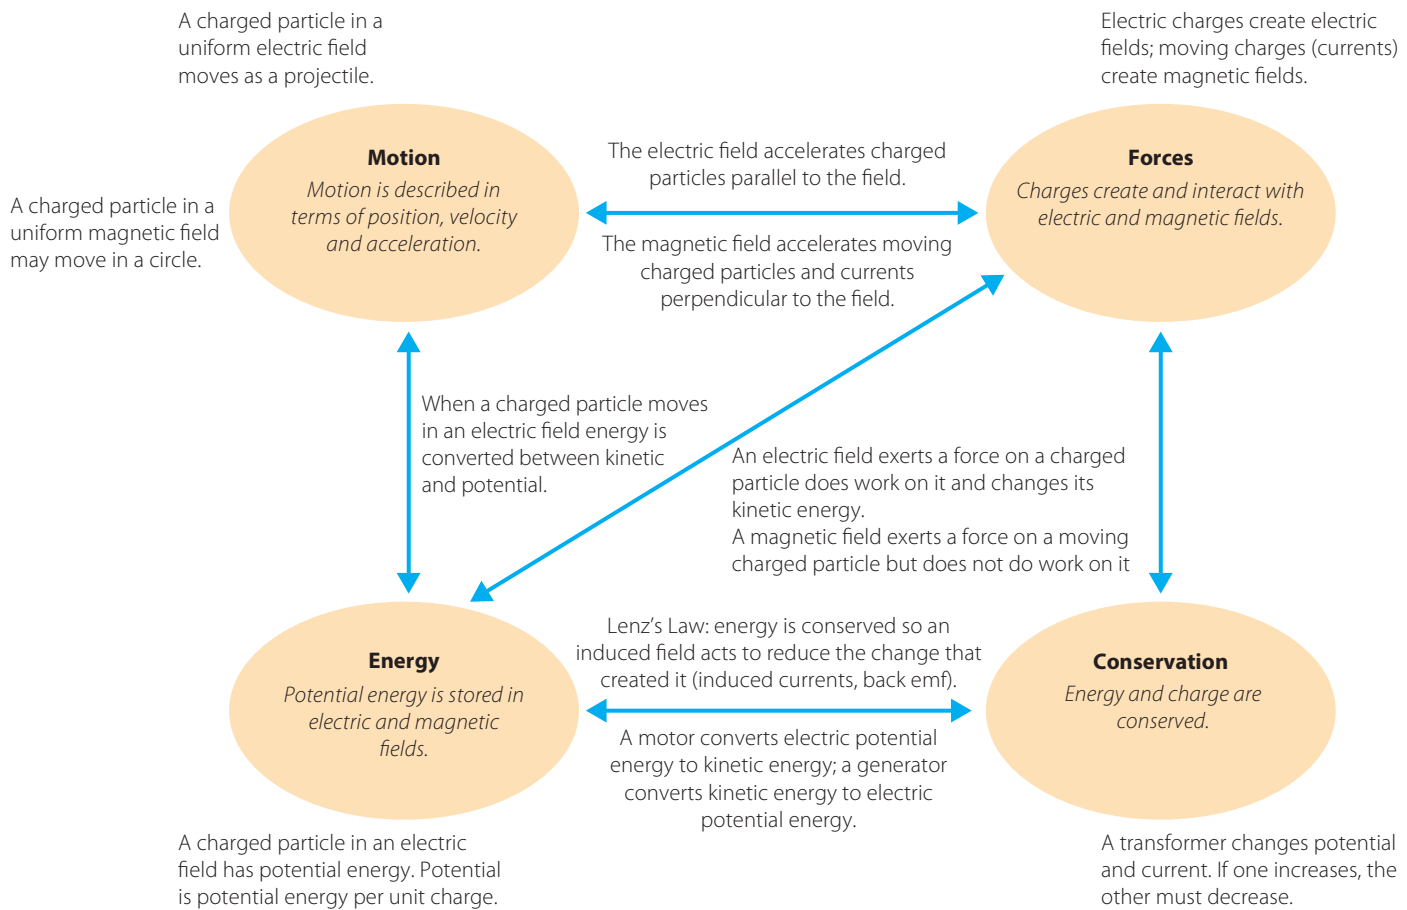 A charged particle in a
uniform electric field
moves as a projectile.
Electric charges create electric
fields; moving charges (currents)
create magnetic fields.
A charged particle in a
uniform magnetic field
may move in a circle.
Motion
Motion is described in
terms of position, velocity
and acceleration.
The electric field accelerates charged
particles parallel to the field.
The magnetic field accelerates moving
charged particles and currents
perpendicular to the field.
Forces
Charges create and interact with
electric and magnetic fields.
When a charged particle moves
in an electric field energy is
converted between kinetic
and potential.
An electric field exerts a force on a charged
particle does work on it and changes its
kinetic energy.
A magnetic field exerts a force on a moving
charged particle but does not do work on it
Energy
Potential energy is stored in
electric and magnetic
fields.
Lenz's Law: energy is conserved so an
induced field acts to reduce the change that
created it (induced currents, back emf).
A motor converts electric potential
energy to kinetic energy; a generator
converts kinetic energy to electric
potential energy.
Conservation
Energy and charge are
conserved.
A charged particle in an electric
field has potential energy. Potential
is potential energy per unit charge.
A transformer changes potential
and current. If one increases, the
other must decrease.